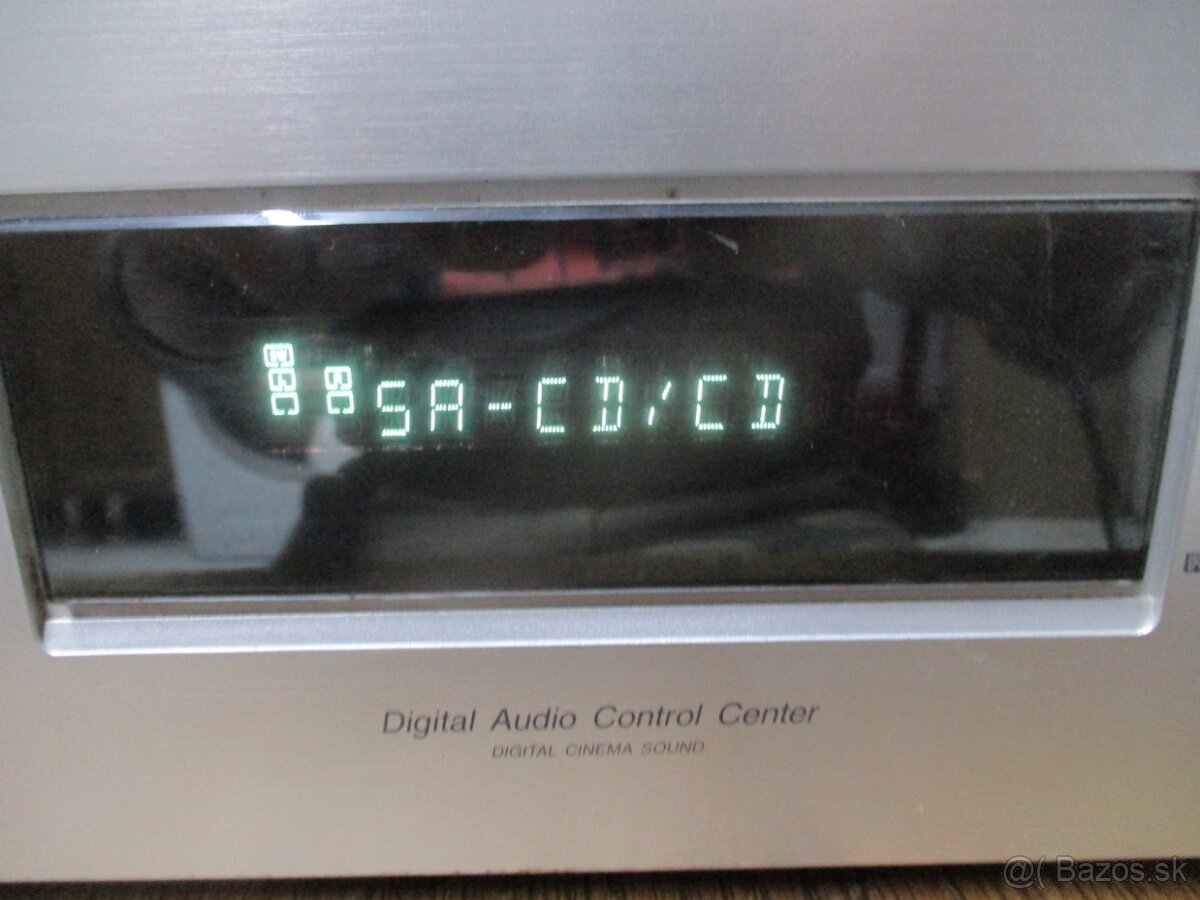 SA-CD/CD
Digital Audio Control Center
DIGITAL CINEMA SOUND
@( Bazos.sk